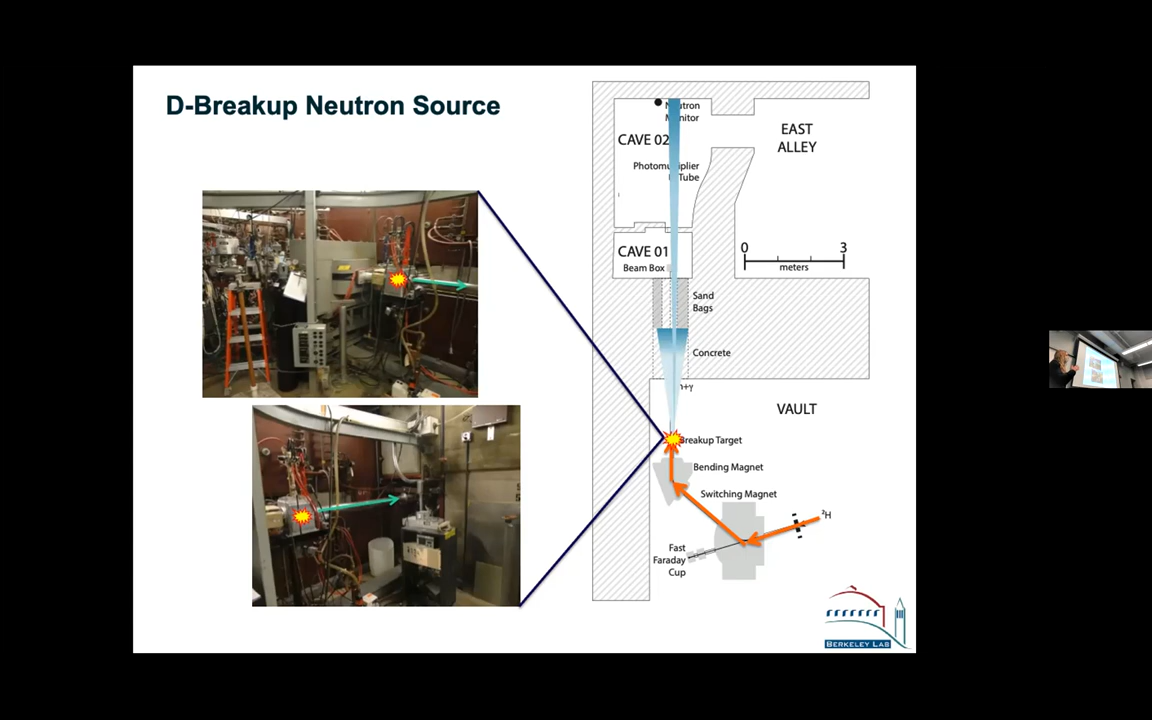 D-Breakup Neutron Source
Neutron
Monitor
CAVE 02
EAST
ALLEY
Photomultiplier
Tube
CAVE 01
Beam Box
0 3
meters
Sand
Bags
Concrete
n+γ
VAULT
Breakup Target
Bending Magnet
Switching Magnet
²H
Fast
Faraday
Cup
BERKELEY LAB